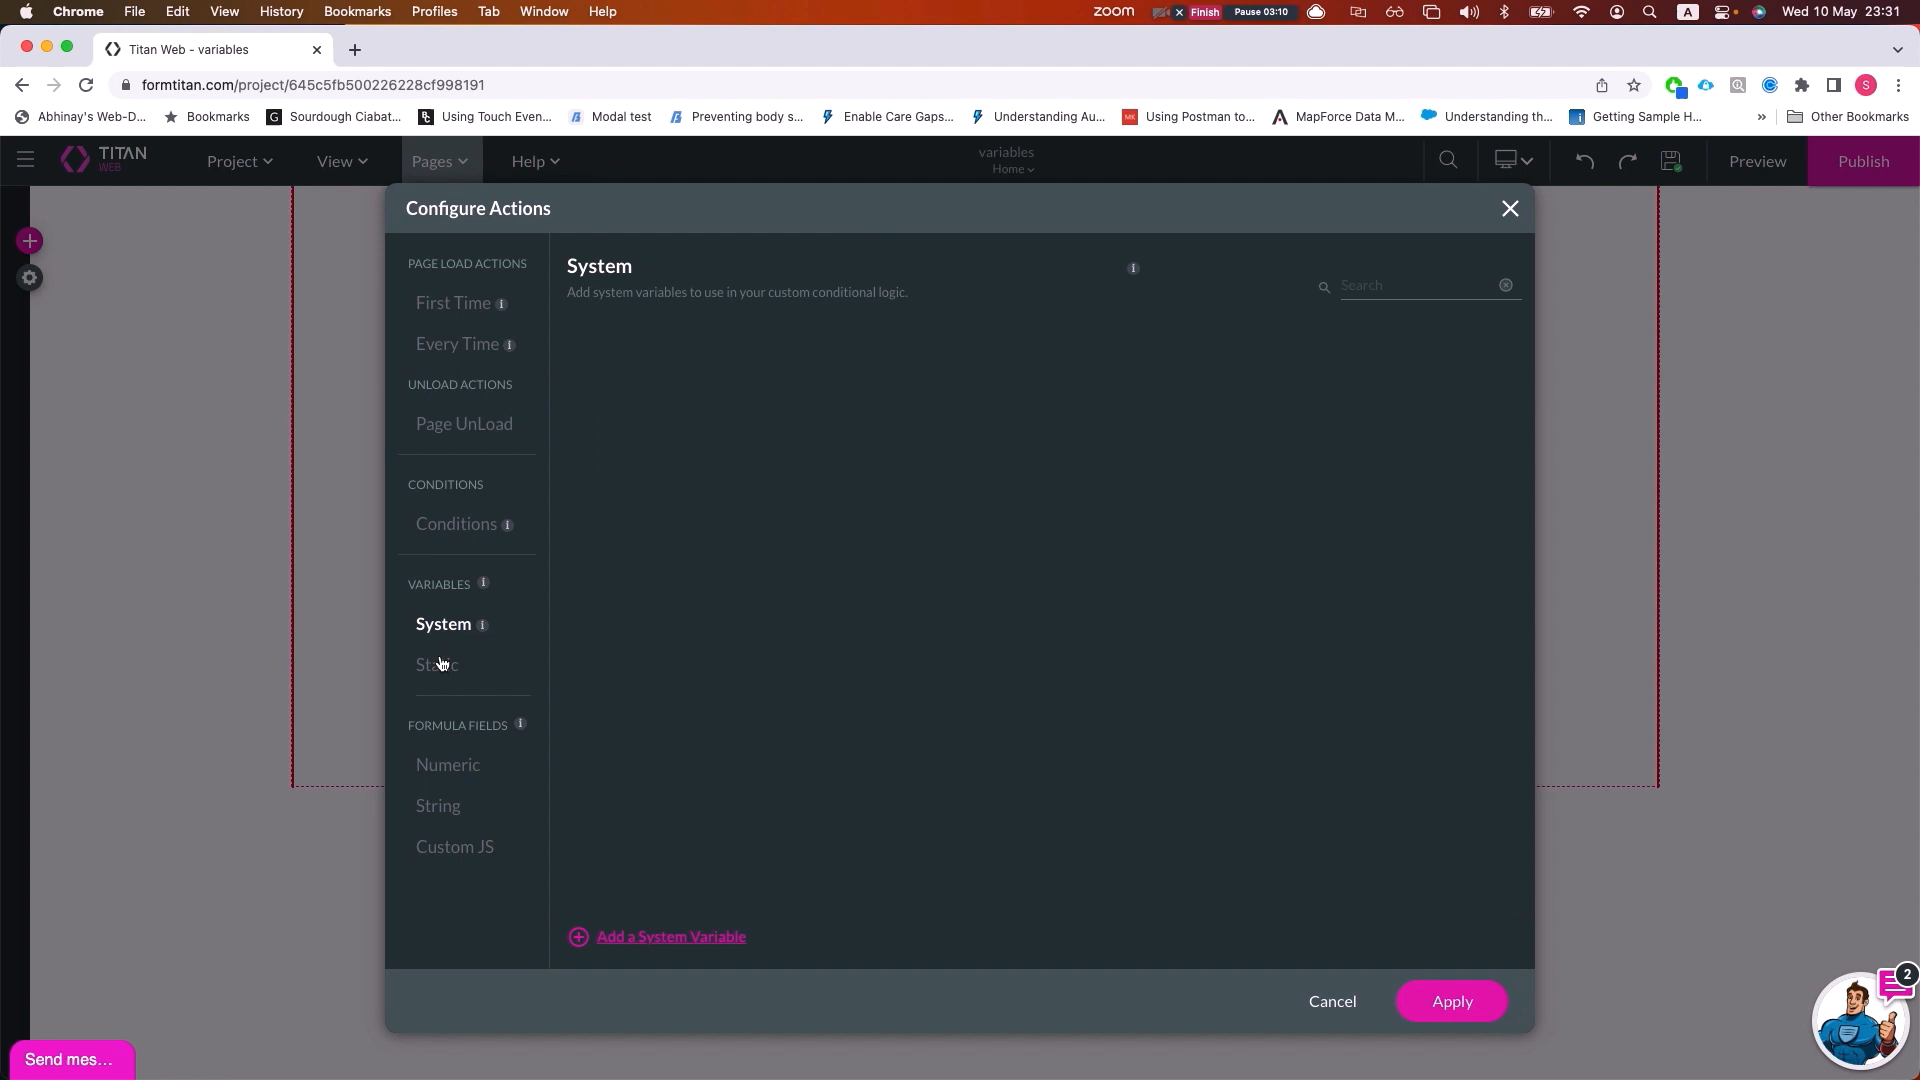 Chrome File Edit View History Bookmarks Profiles Tab Window Help zoom Finish Pause 03:10 A Wed 10 May 23:31
Titan Web - variables
formtitan.com/project/645c5fb500226228cf998191 S
Abhinay's Web-D... Bookmarks G Sourdough Ciabat... Using Touch Even... Modal test Preventing body s... Enable Care Gaps... Understanding Au... MK Using Postman to... MapForce Data M... Understanding th... Getting Sample H... » Other Bookmarks
TITAN WEB Project View Pages Help variables Preview Publish
Home
Configure Actions
PAGE LOAD ACTIONS
First Time
Every Time
UNLOAD ACTIONS
Page UnLoad
CONDITIONS
Conditions
VARIABLES
System
FORMULA FIELDS
Numeric
String
Custom JS
System
Add system variables to use in your custom conditional logic.
Search
Add a System Variable
Cancel Apply
2
Send mes...